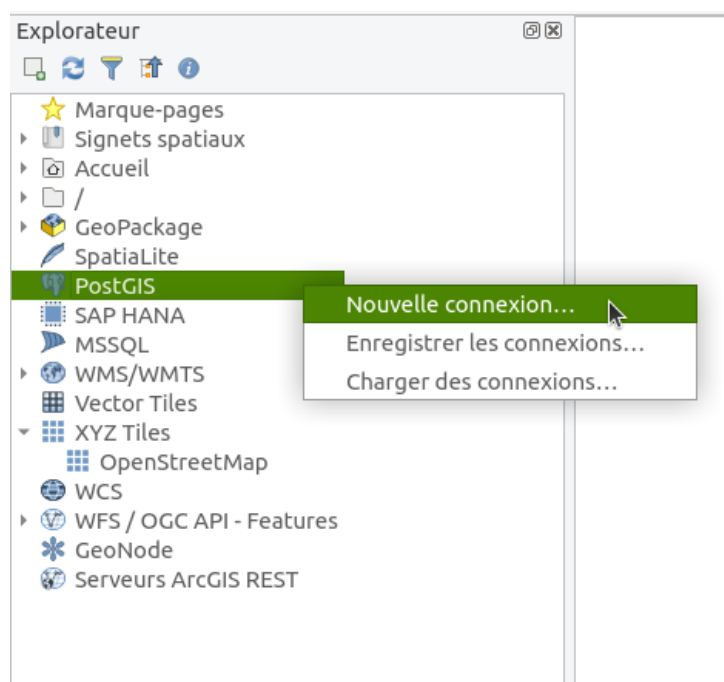 Explorateur
Marque-pages
Signets spatiaux
Accueil
/
GeoPackage
SpatiaLite
PostGIS
Nouvelle connexion...
SAP HANA
Enregistrer les connexions...
MSSQL
Charger des connexions...
WMS/WMTS
Vector Tiles
XYZ Tiles
OpenStreetMap
WCS
WFS / OGC API - Features
GeoNode
Serveurs ArcGIS REST